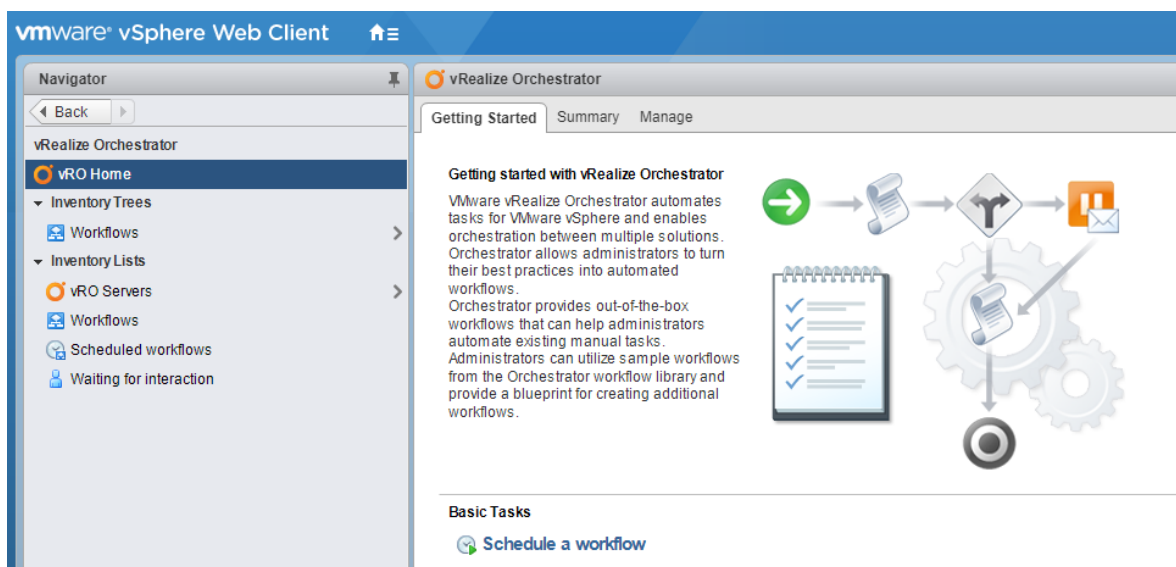 vmware® vSphere Web Client
Navigator
Back
vRealize Orchestrator
vRO Home
Inventory Trees
Workflows
Inventory Lists
vRO Servers
Workflows
Scheduled workflows
Waiting for interaction
vRealize Orchestrator
Getting Started Summary Manage
Getting started with vRealize Orchestrator
VMware vRealize Orchestrator automates
tasks for VMware vSphere and enables
orchestration between multiple solutions.
Orchestrator allows administrators to turn
their best practices into automated
workflows.
Orchestrator provides out-of-the-box
workflows that can help administrators
automate existing manual tasks.
Administrators can utilize sample workflows
from the Orchestrator workflow library and
provide a blueprint for creating additional
workflows.
Basic Tasks
Schedule a workflow